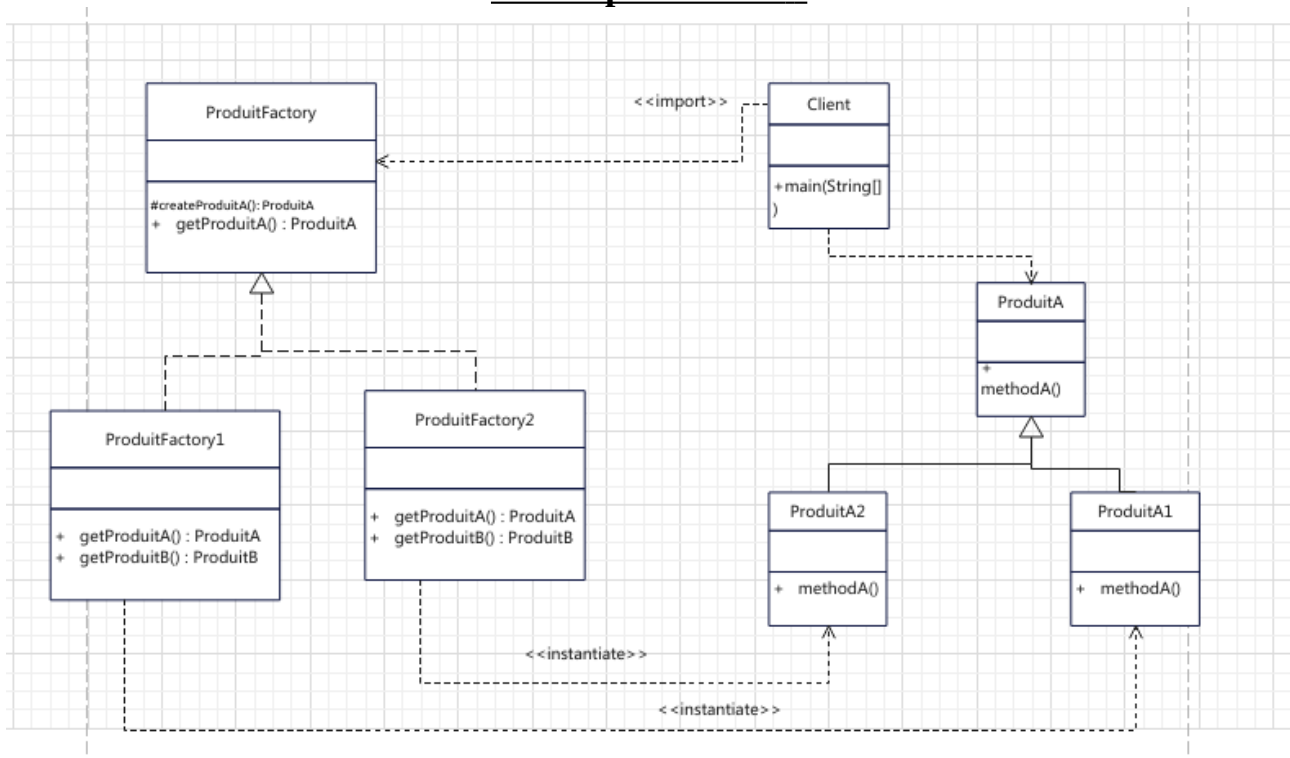 ProduitFactory
#createProduitA(): ProduitA
+ getProduitA() : ProduitA
<<import>>
Client
+main(String[]
)
ProduitA
+
methodA()
ProduitFactory1
+ getProduitA() : ProduitA
+ getProduitB() : ProduitB
ProduitFactory2
+ getProduitA() : ProduitA
+ getProduitB() : ProduitB
ProduitA2
+ methodA()
ProduitA1
+ methodA()
<<instantiate>>
<<instantiate>>